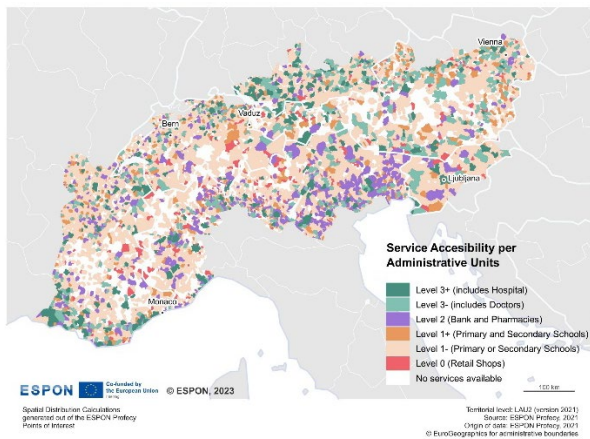 Vienna
Vaduz
Bern
Ljubljana
Monaco
Service Accesibility per
Administrative Units
Level 3+ (includes Hospital)
Level 3- (includes Doctors)
Level 2 (Bank and Pharmacies)
Level 1+ (Primary and Secondary Schools)
Level 1- (Primary or Secondary Schools)
Level 0 (Retail Shops)
No services available
100 km
ESPON
Co-funded by
the European Union
© ESPON, 2023
Spatial Distribution Calculations
generated out of the ESPON Profecy
Points of Interest
Territorial level: LAU2 (version 2021)
Source: ESPON Profecy, 2021
Origin of data: ESPON Profecy, 2021
© EuroGeographics for administrative boundaries